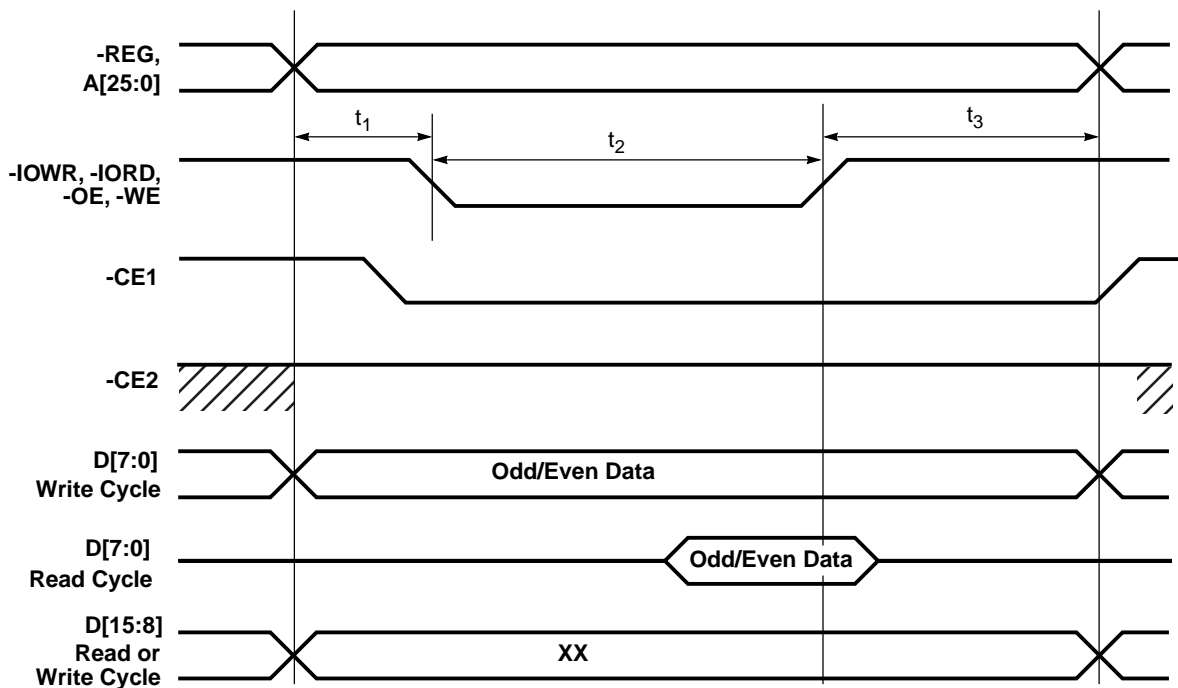 -REG,
A[25:0]
t1
t2
t3
-IOWR, -IORD,
-OE, -WE
-CE1
-CE2
D[7:0]
Write Cycle
Odd/Even Data
D[7:0]
Read Cycle
Odd/Even Data
D[15:8]
Read or
Write Cycle
XX